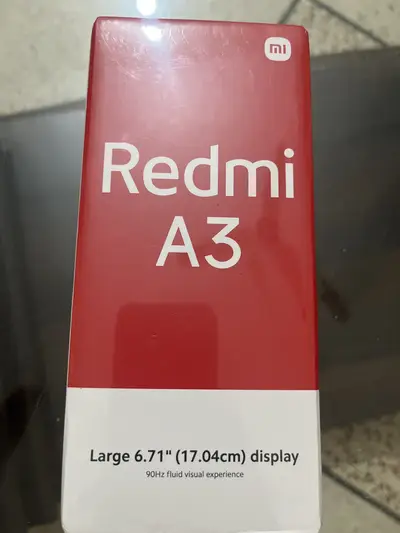 mi
Redmi
A3
Large 6.71" (17.04cm) display
90Hz fluid visual experience